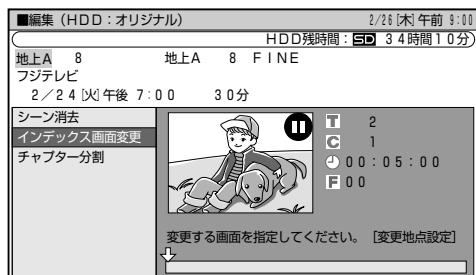 ■編集（HDD：オリジナル） 2/26[木]午前 9:00
HDD残時間：SD 34時間10分
地上A 8 地上A 8 FINE
フジテレビ
2／24[火]午後 7:00 30分
シーン消去
インデックス画面変更
チャプター分割
T 2
C 1
00：05：00
F 00
変更する画面を指定してください。［変更地点設定］